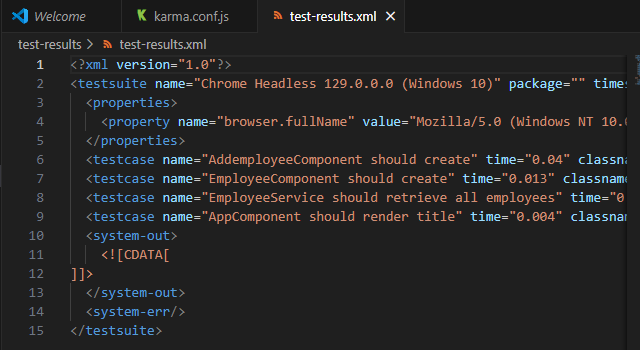 Welcome karma.conf.js test-results.xml
test-results > test-results.xml
1 <?xml version="1.0"?>
2 <testsuite name="Chrome Headless 129.0.0.0 (Windows 10)" package="" times
3 <properties>
4 <property name="browser.fullName" value="Mozilla/5.0 (Windows NT 10.0
5 </properties>
6 <testcase name="AddemployeeComponent should create" time="0.04" classnam
7 <testcase name="EmployeeComponent should create" time="0.013" classname
8 <testcase name="EmployeeService should retrieve all employees" time="0
9 <testcase name="AppComponent should render title" time="0.004" classnam
10 <system-out>
11 <![CDATA[
12 ]]>
13 </system-out>
14 <system-err/>
15 </testsuite>